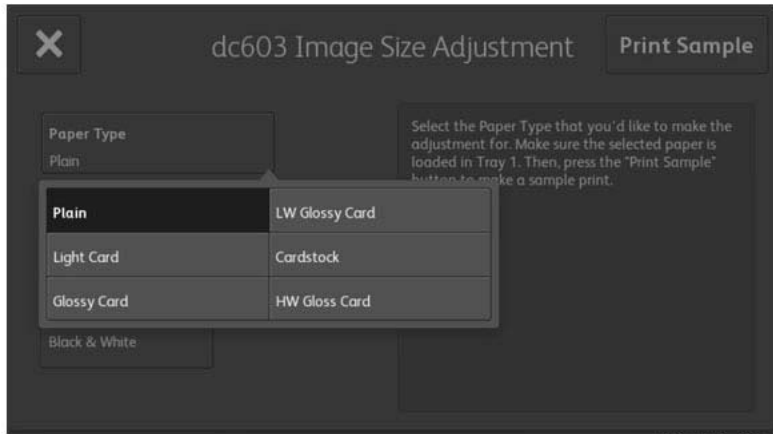 dc603 Image Size Adjustment
Print Sample
Paper Type
Plain
Select the Paper Type that you'd like to make the
adjustment for. Make sure the selected paper is
loaded in Tray 1. Then, press the "Print Sample"
button to make a sample print.
Plain
LW Glossy Card
Light Card
Cardstock
Glossy Card
HW Gloss Card
Black & White